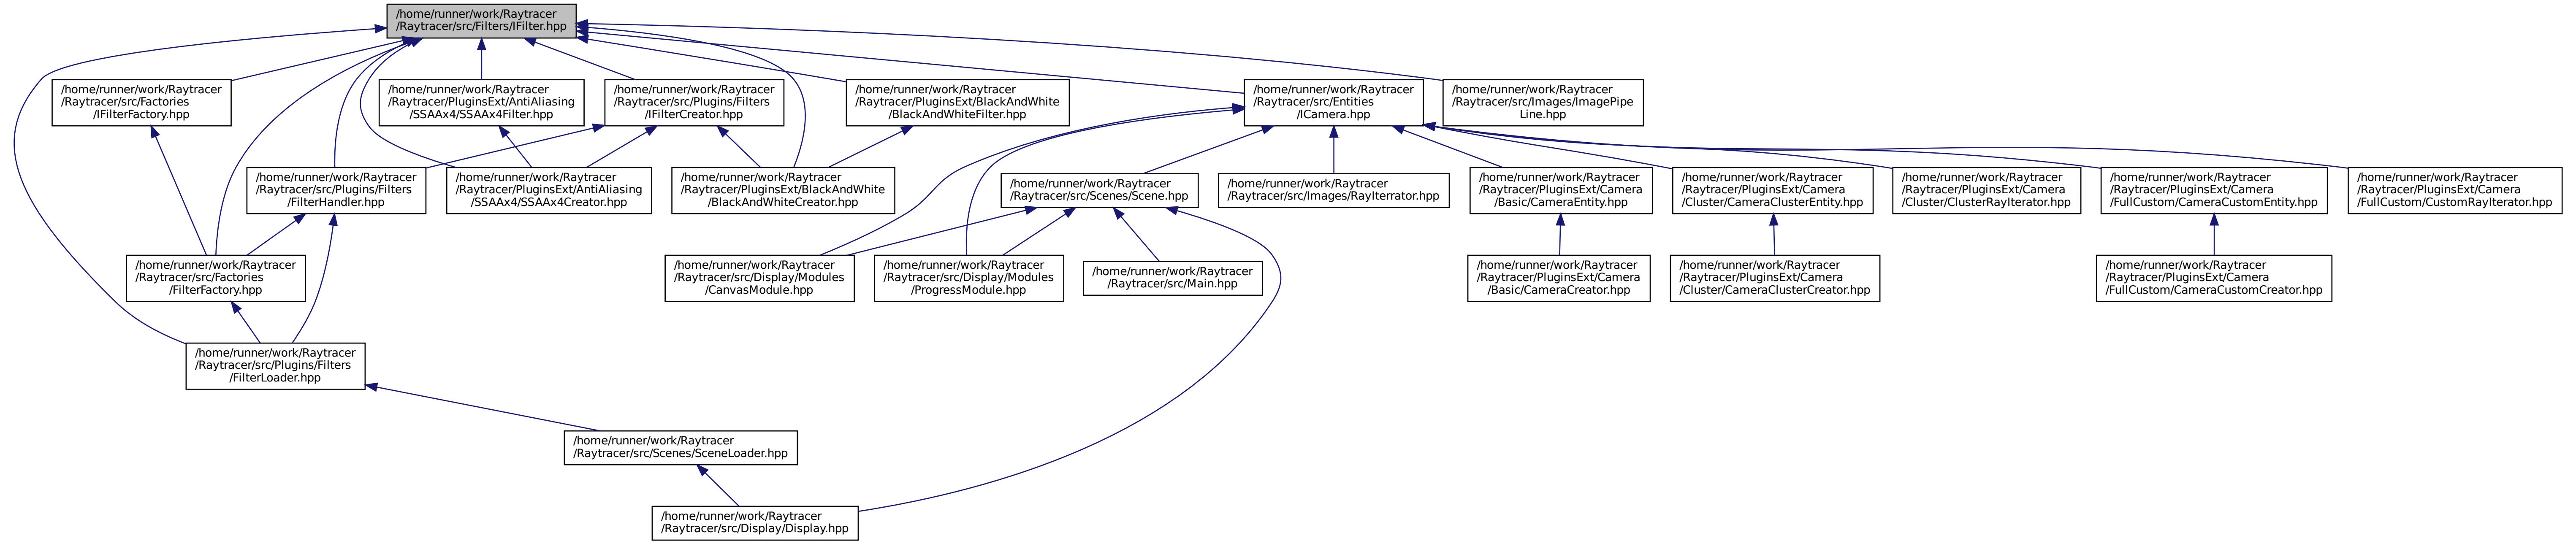 /home/runner/work/Raytracer
/Raytracer/src/Filters/IFilter.hpp
/home/runner/work/Raytracer
/Raytracer/src/Factories
/IFilterFactory.hpp
/home/runner/work/Raytracer
/Raytracer/PluginsExt/AntiAliasing
/SSAAx4/SSAAx4Filter.hpp
/home/runner/work/Raytracer
/Raytracer/src/Plugins/Filters
/IFilterCreator.hpp
/home/runner/work/Raytracer
/Raytracer/PluginsExt/BlackAndWhite
/BlackAndWhiteFilter.hpp
/home/runner/work/Raytracer
/Raytracer/src/Entities
/ICamera.hpp
/home/runner/work/Raytracer
/Raytracer/src/Images/ImagePipe
Line.hpp
/home/runner/work/Raytracer
/Raytracer/src/Plugins/Filters
/FilterHandler.hpp
/home/runner/work/Raytracer
/Raytracer/PluginsExt/AntiAliasing
/SSAAx4/SSAAx4Creator.hpp
/home/runner/work/Raytracer
/Raytracer/PluginsExt/BlackAndWhite
/BlackAndWhiteCreator.hpp
/home/runner/work/Raytracer
/Raytracer/src/Scenes/Scene.hpp
/home/runner/work/Raytracer
/Raytracer/src/Images/RayIterrator.hpp
/home/runner/work/Raytracer
/Raytracer/PluginsExt/Camera
Basic/CameraEntity.hpp
/home/runner/work/Raytracer
/Raytracer/PluginsExt/Camera
/Cluster/CameraClusterEntity.hpp
/home/runner/work/Raytracer
/Raytracer/PluginsExt/Camera
/Cluster/ClusterRayIterator.hpp
/home/runner/work/Raytracer
/Raytracer/PluginsExt/Camera
/FullCustom/CameraCustomEntity.hpp
/home/runner/work/Raytracer
/Raytracer/PluginsExt/Camera
/FullCustom/CustomRayIterator.hpp
/home/runner/work/Raytracer
/Raytracer/src/Factories
/FilterFactory.hpp
/home/runner/work/Raytracer
/Raytracer/src/Display/Modules
/CanvasModule.hpp
/home/runner/work/Raytracer
/Raytracer/src/Display/Modules
/ProgressModule.hpp
/home/runner/work/Raytracer
/Raytracer/src/Main.hpp
/home/runner/work/Raytracer
/Raytracer/PluginsExt/Camera
Basic/CameraCreator.hpp
/home/runner/work/Raytracer
/Raytracer/PluginsExt/Camera
/Cluster/CameraClusterCreator.hpp
/home/runner/work/Raytracer
/Raytracer/PluginsExt/Camera
/FullCustom/CameraCustomCreator.hpp
/home/runner/work/Raytracer
/Raytracer/src/Plugins/Filters
/FilterLoader.hpp
/home/runner/work/Raytracer
/Raytracer/src/Scenes/SceneLoader.hpp
/home/runner/work/Raytracer
/Raytracer/src/Display/Display.hpp